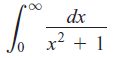 ∫₀^∞ dx / (x² + 1)